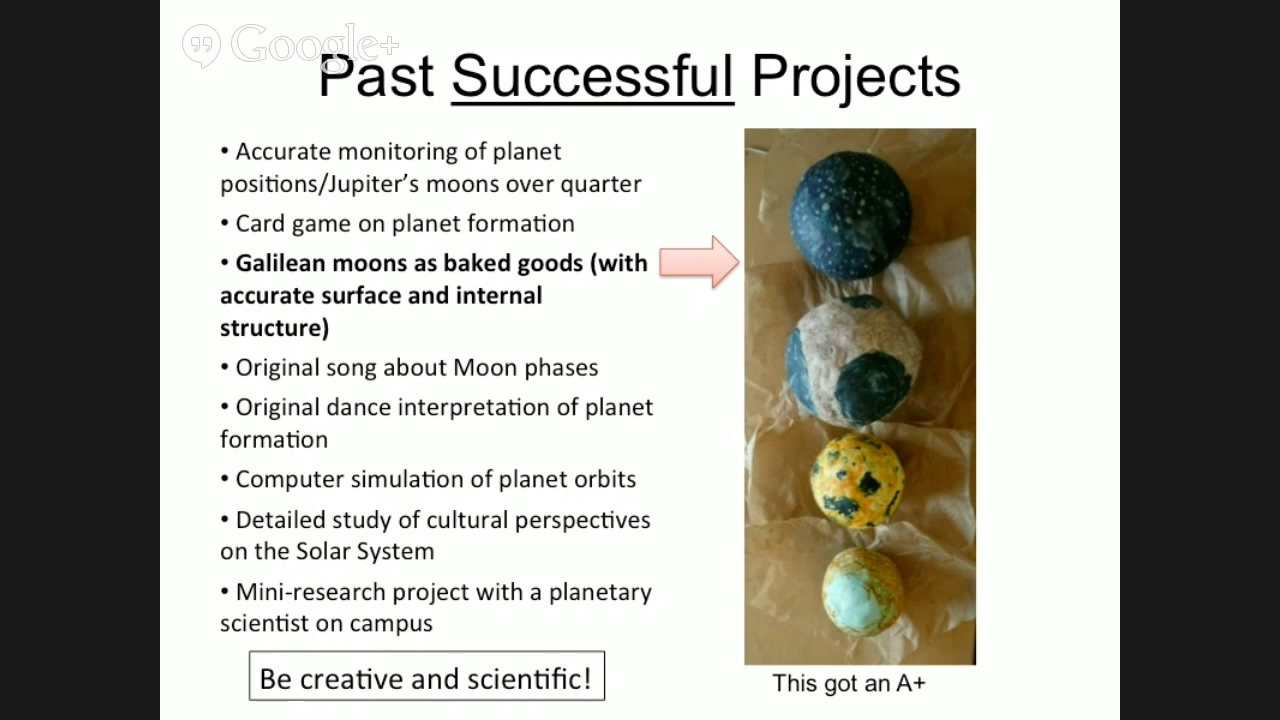 Google+
Past Successful Projects
• Accurate monitoring of planet
positions/Jupiter's moons over quarter
• Card game on planet formation
• Galilean moons as baked goods (with
accurate surface and internal
structure)
• Original song about Moon phases
• Original dance interpretation of planet
formation
• Computer simulation of planet orbits
• Detailed study of cultural perspectives
on the Solar System
• Mini-research project with a planetary
scientist on campus
Be creative and scientific!
This got an A+